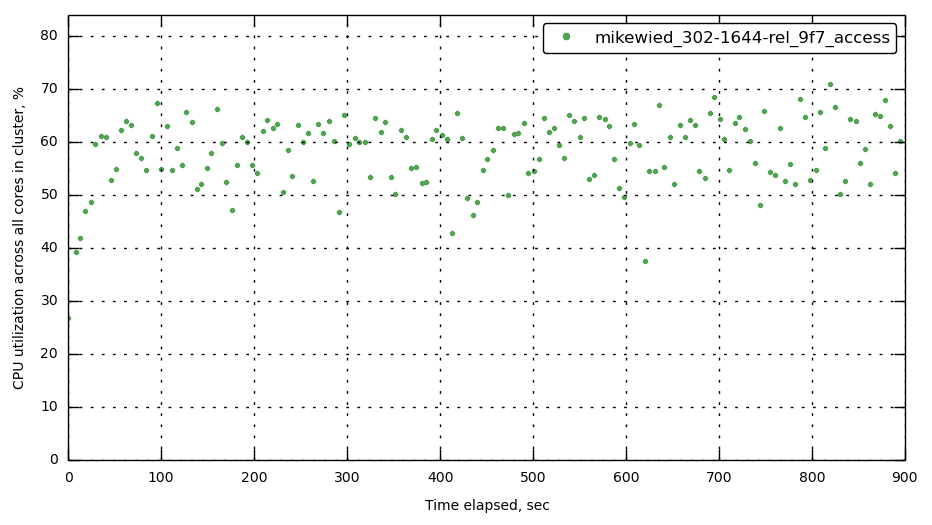 mikewied_302-1644-rel_9f7_access
CPU utilization across all cores in cluster, %
80
70
60
50
40
30
20
10
0
0 100 200 300 400 500 600 700 800 900
Time elapsed, sec